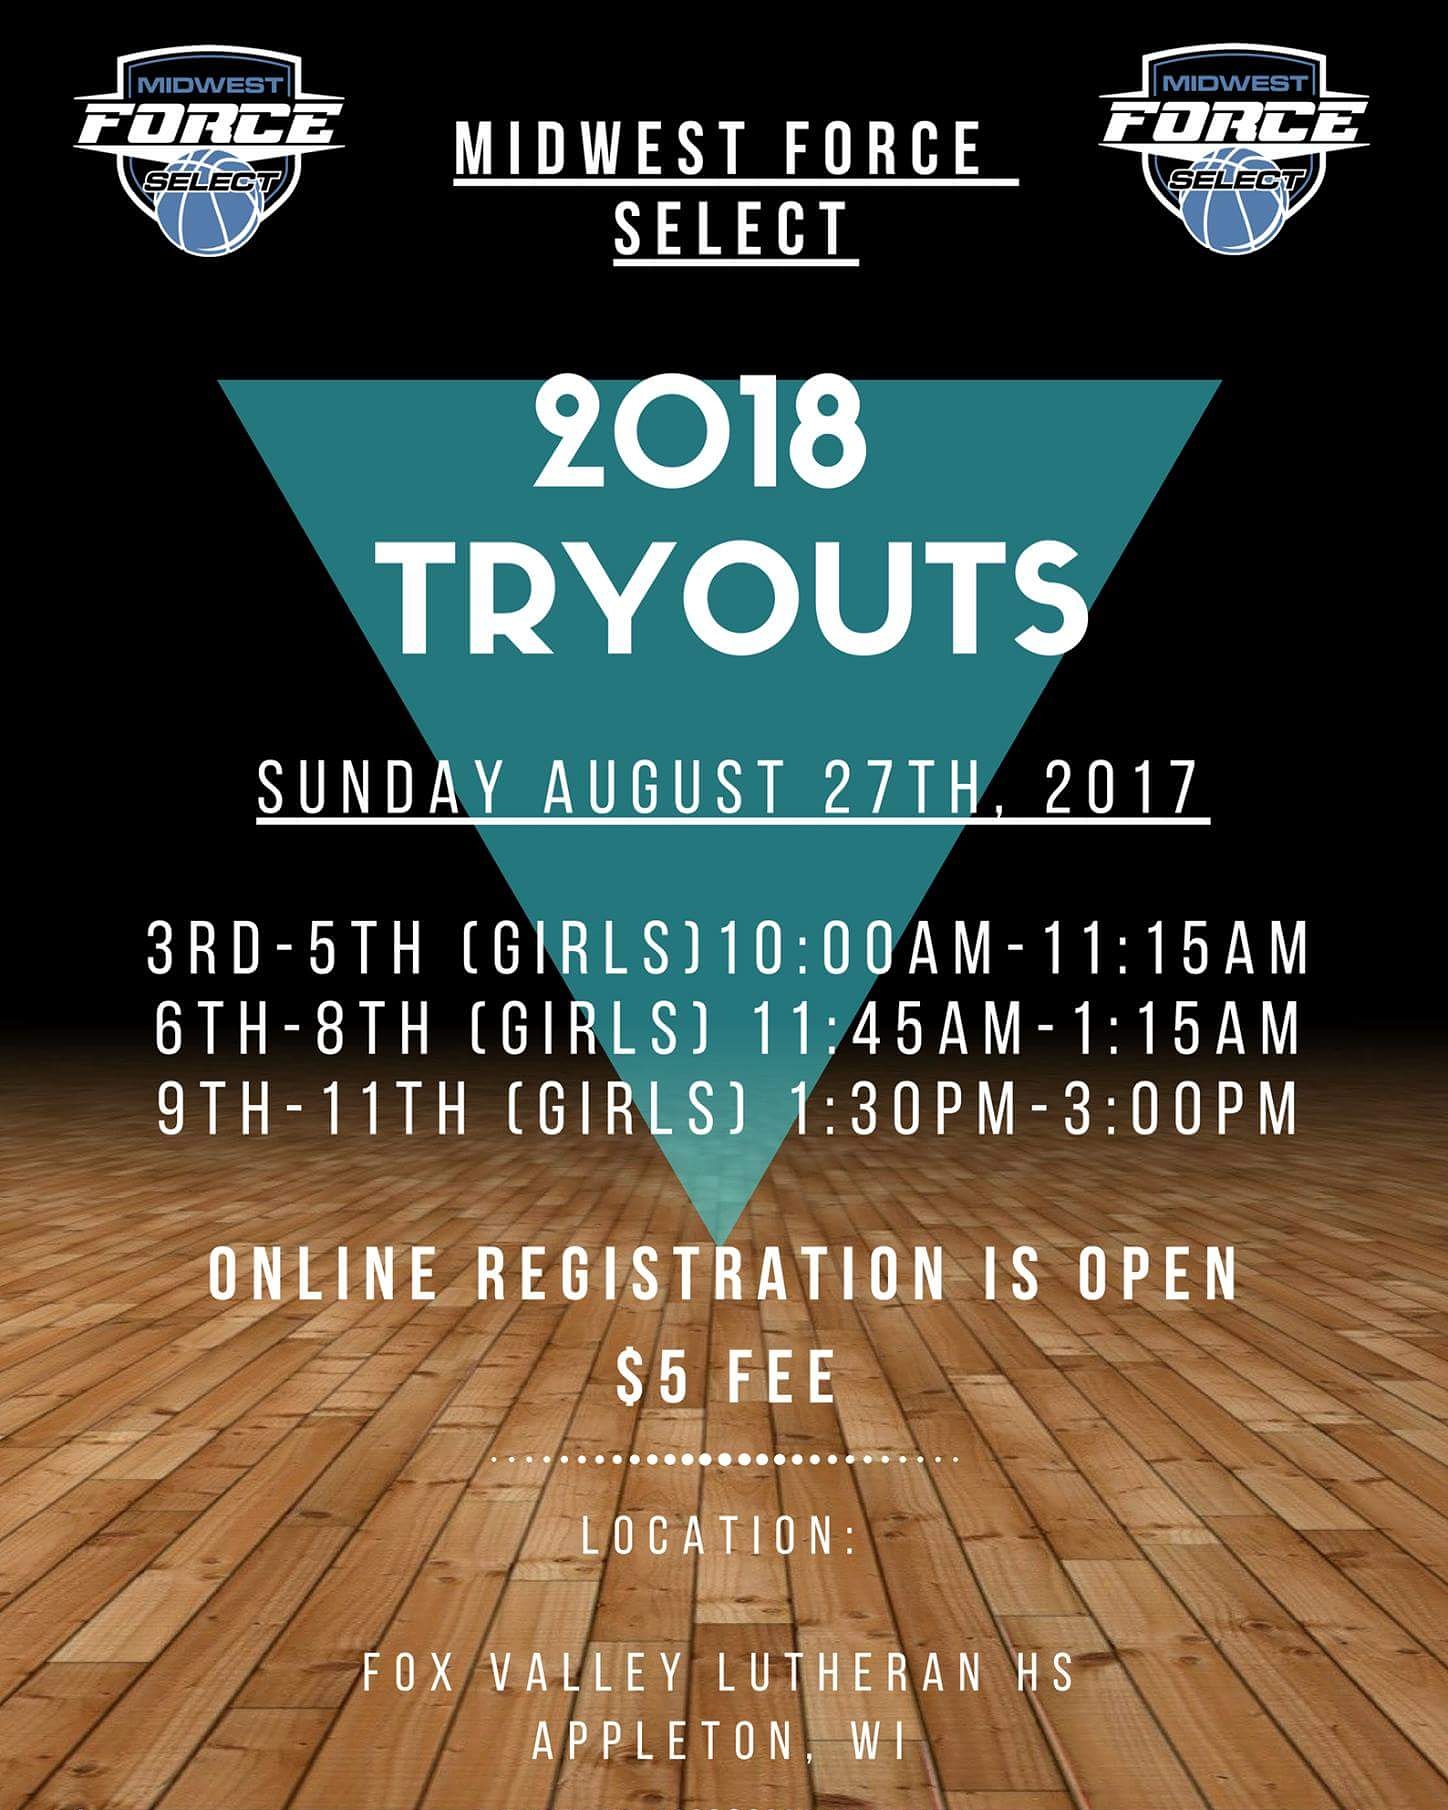 MIDWEST
FORCE
SELECT
MIDWEST FORCE
SELECT
MIDWEST
FORCE
SELECT
2018
TRYOUTS
SUNDAY AUGUST 27TH, 2017
3RD-5TH (GIRLS)10:00AM-11:15AM
6TH-8TH (GIRLS) 11:45AM-1:15AM
9TH-11TH (GIRLS) 1:30PM-3:00PM
ONLINE REGISTRATION IS OPEN
$5 FEE
LOCATION:
FOX VALLEY LUTHERAN HS
APPLETON, WI